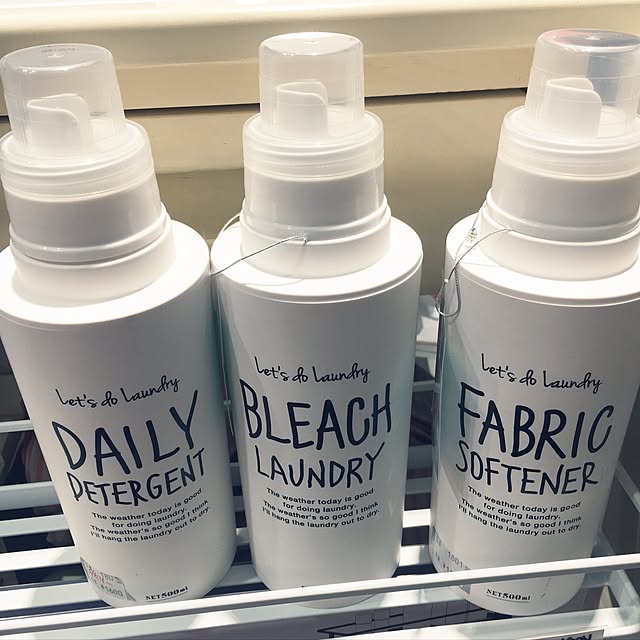 Let's do Laundry
DAILY
DETERGENT
The weather today is good
for doing laundry.
The weather's so good I think
I'll hang the laundry out to dry.
NET500ml
Let's do Laundry
BLEACH
LAUNDRY
The weather today is good
for doing laundry.
The weather's so good I think
I'll hang the laundry out to dry.
NET500ml
Let's do Laundry
FABRIC
SOFTENER
The weather today is good
for doing laundry.
The weather's so good I think
I'll hang the laundry out to dry.
NET500ml